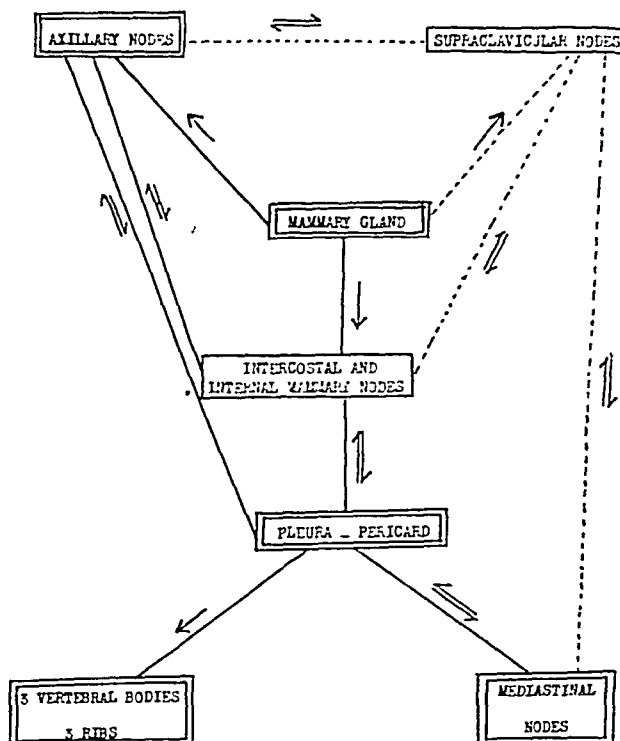 AXILLARY NODES
SUPRACLAVICULAR NODES
MAMMARY GLAND
INTERCOSTAL AND
INTERNAL MAMMARY NODES
PLEURA _ PERICARD
3 VERTEBRAL BODIES
3 RIBS
MEDIASTINAL
NODES